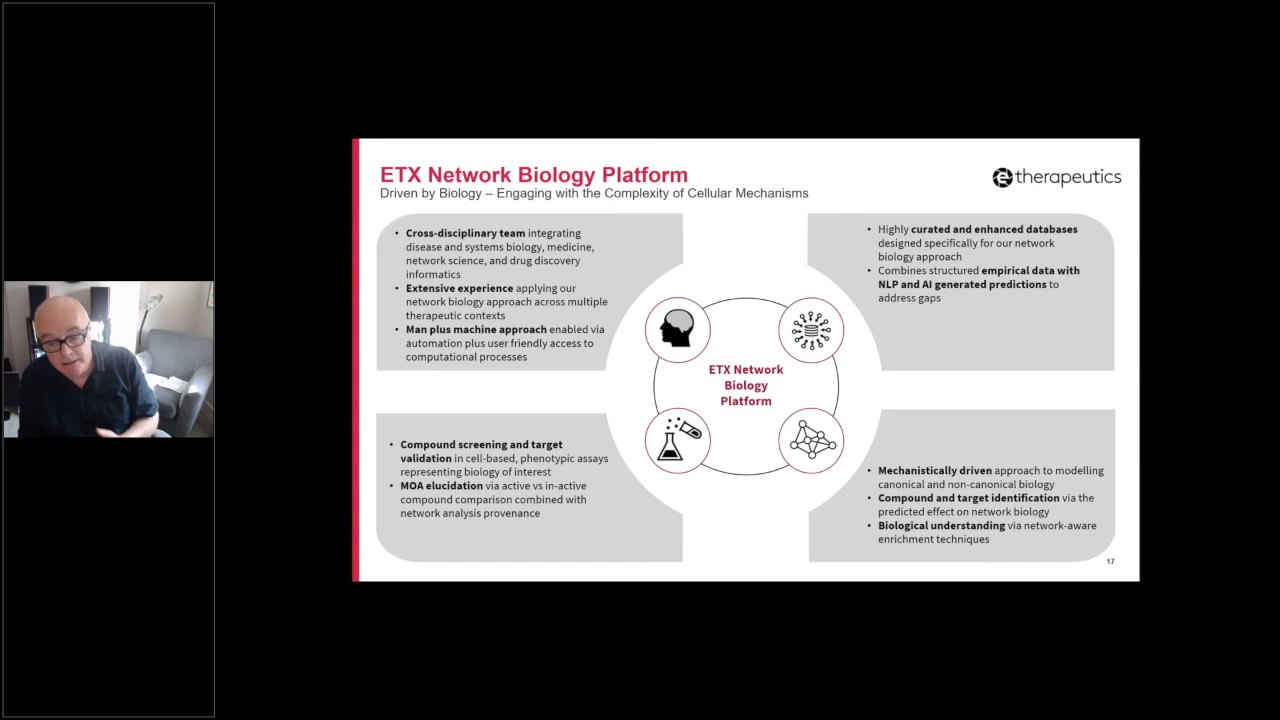 ETX Network Biology Platform
Driven by Biology – Engaging with the Complexity of Cellular Mechanisms
etherapeutics
• Cross-disciplinary team integrating
disease and systems biology, medicine,
network science, and drug discovery
informatics
• Extensive experience applying our
network biology approach across multiple
therapeutic contexts
• Man plus machine approach enabled via
automation plus user friendly access to
computational processes
• Highly curated and enhanced databases
designed specifically for our network
biology approach
• Combines structured empirical data with
NLP and AI generated predictions to
address gaps
ETX Network
Biology
Platform
• Compound screening and target
validation in cell-based, phenotypic assays
representing biology of interest
• MOA elucidation via active vs in-active
compound comparison combined with
network analysis provenance
• Mechanistically driven approach to modelling
canonical and non-canonical biology
• Compound and target identification via the
predicted effect on network biology
• Biological understanding via network-aware
enrichment techniques
17